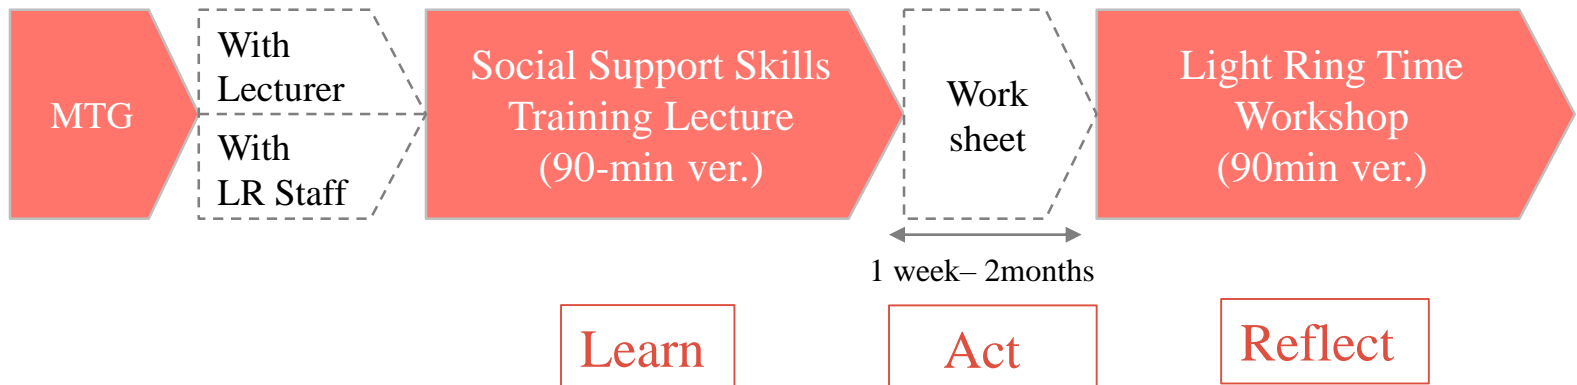 MTG
With
Lecturer
With
LR Staff
Social Support Skills
Training Lecture
(90-min ver.)
Work
sheet
Light Ring Time
Workshop
(90min ver.)
1 week– 2months
Learn
Act
Reflect